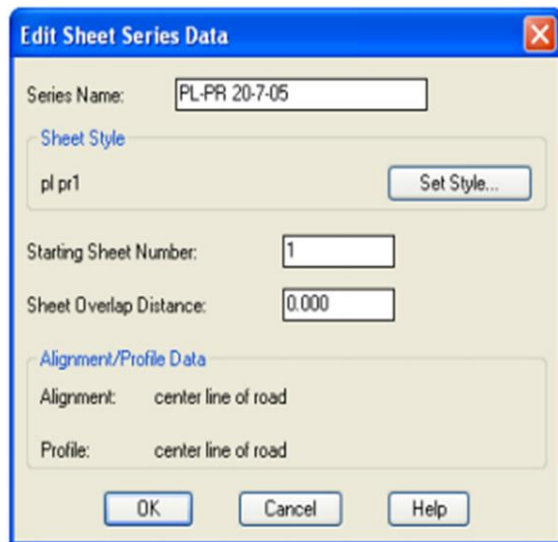 Edit Sheet Series Data
Series Name: PL-PR 20-7-05
Sheet Style
pl pr1 Set Style...
Starting Sheet Number: 1
Sheet Overlap Distance: 0.000
Alignment/Profile Data
Alignment: center line of road
Profile: center line of road
OK Cancel Help